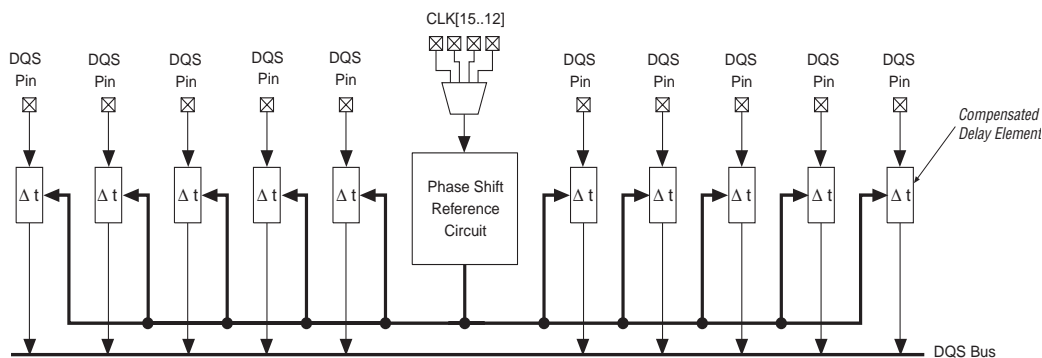 CLK[15..12]
DQS
Pin
DQS
Pin
DQS
Pin
DQS
Pin
DQS
Pin
DQS
Pin
DQS
Pin
DQS
Pin
DQS
Pin
DQS
Pin
Compensated
Delay Element
Δ t
Δ t
Δ t
Δ t
Δ t
Phase Shift
Reference
Circuit
Δ t
Δ t
Δ t
Δ t
Δ t
DQS Bus